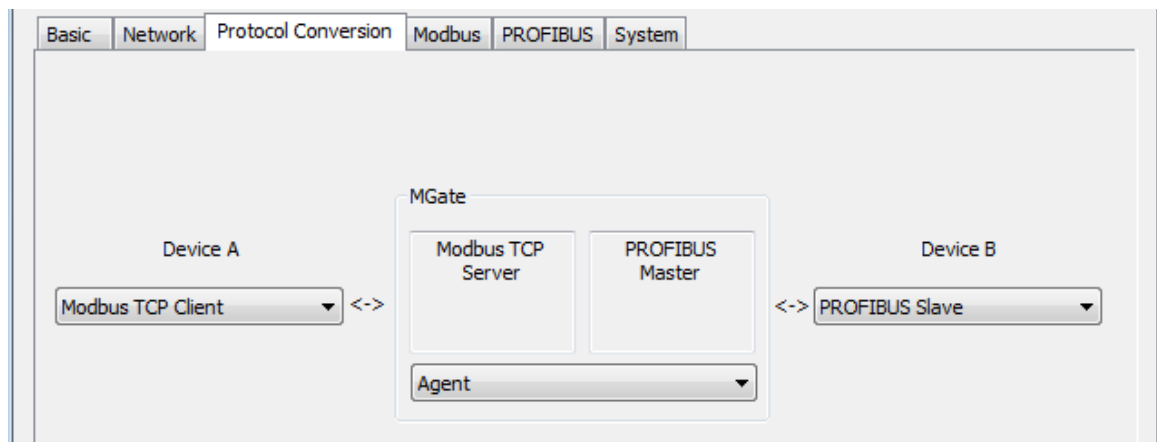 Basic Network Protocol Conversion Modbus PROFIBUS System
MGate
Device A
Modbus TCP Client
<->
Modbus TCP
Server
PROFIBUS
Master
Agent
Device B
<-> PROFIBUS Slave